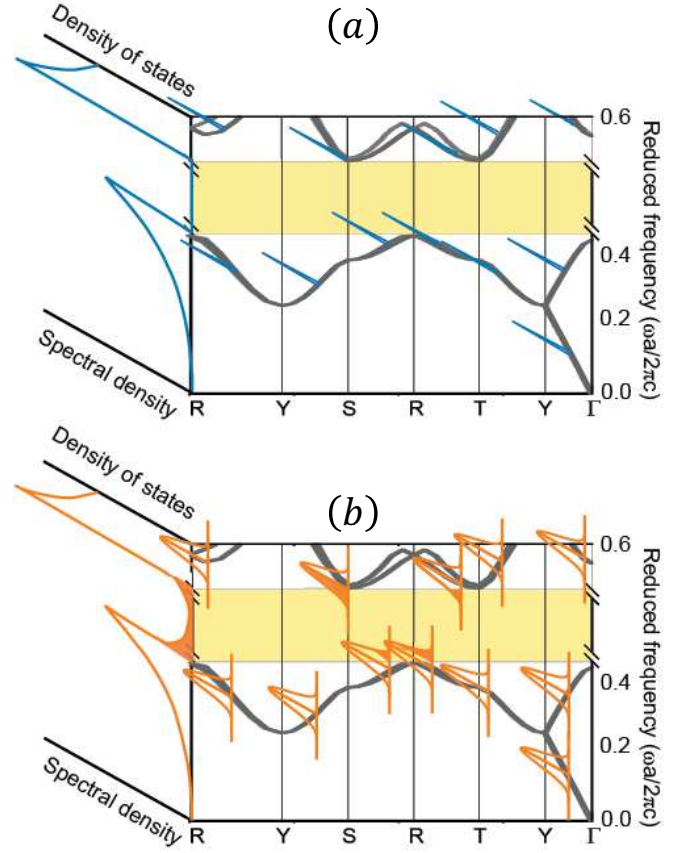 (a)
Density of states
0.6
0.4
0.2
0.0
Reduced frequency (ωa/2πc)
Spectral density
R Y S R T Y Γ
(b)
Density of states
0.6
0.4
0.2
0.0
Reduced frequency (ωa/2πc)
Spectral density
R Y S R T Y Γ